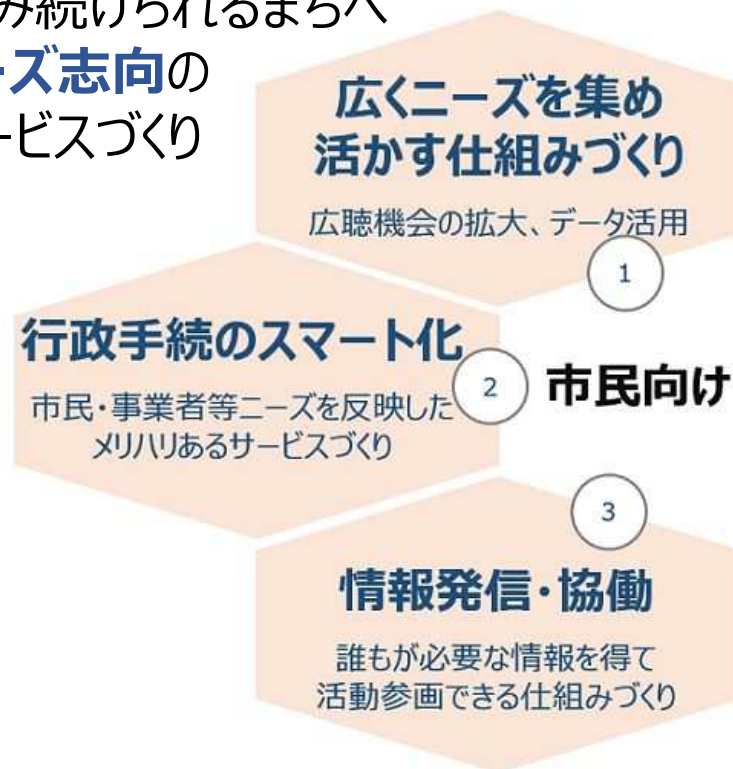 み続けられるまちへ
ーズ志向の
ービスづくり
広くニーズを集め
活かす仕組みづくり
広聴機会の拡大、データ活用
1
行政手続のスマート化
市民・事業者等ニーズを反映した
メリハリあるサービスづくり
2
市民向け
3
情報発信・協働
誰もが必要な情報を得て
活動参画できる仕組みづくり